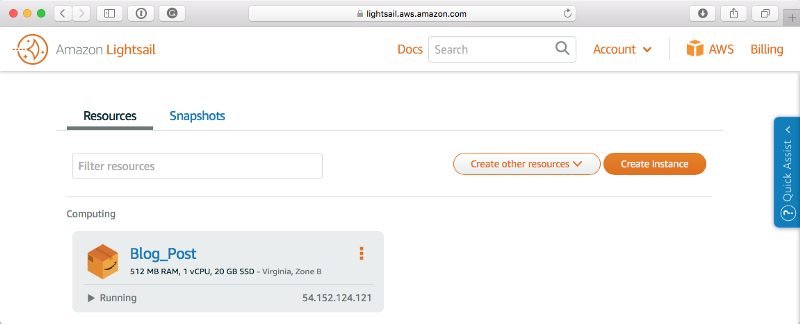 lightsail.aws.amazon.com
Amazon Lightsail
Docs
Search
Account
AWS
Billing
Resources
Snapshots
Filter resources
Create other resources
Create instance
? Quick Assist
Computing
Blog_Post
512 MB RAM, 1 vCPU, 20 GB SSD - Virginia, Zone B
Running
54.152.124.121